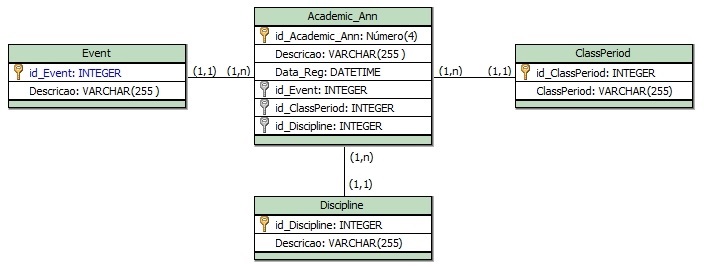 Academic_Ann
id_Academic_Ann: Número(4)
Descricao: VARCHAR(255 )
Data_Reg: DATETIME
id_Event: INTEGER
id_ClassPeriod: INTEGER
id_Discipline: INTEGER
Event
id_Event: INTEGER
Descricao: VARCHAR(255 )
(1,1)
(1,n)
(1,n)
(1,1)
ClassPeriod
id_ClassPeriod: INTEGER
ClassPeriod: VARCHAR(255)
(1,n)
(1,1)
Discipline
id_Discipline: INTEGER
Descricao: VARCHAR(255)